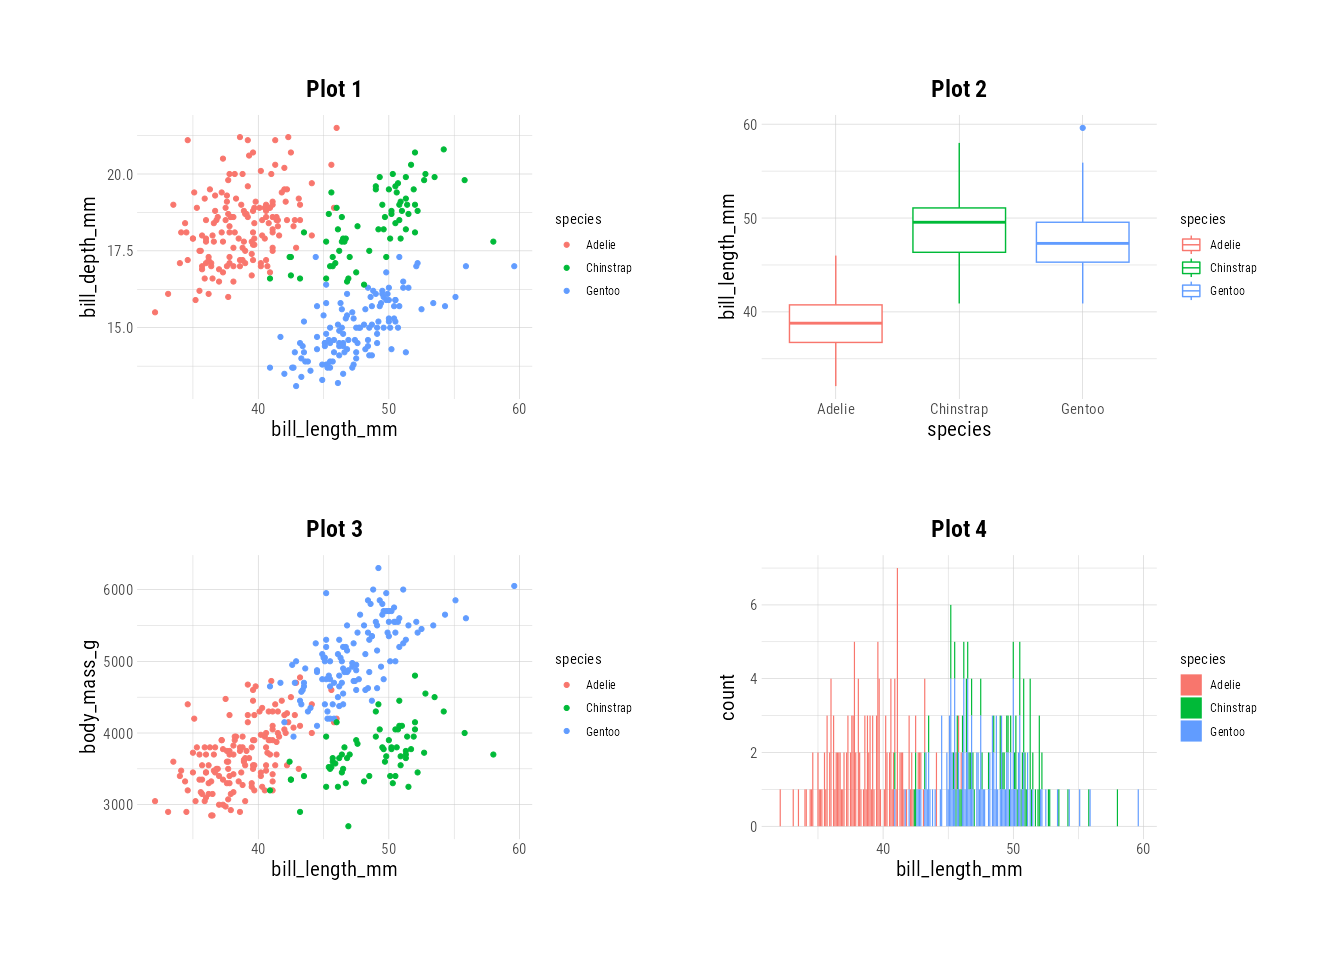 Plot 1
bill_depth_mm
20.0
17.5
15.0
40 50 60
bill_length_mm
species
Adelie
Chinstrap
Gentoo
Plot 2
bill_length_mm
60
50
40
Adelie Chinstrap Gentoo
species
species
Adelie
Chinstrap
Gentoo
Plot 3
body_mass_g
6000
5000
4000
3000
40 50 60
bill_length_mm
species
Adelie
Chinstrap
Gentoo
Plot 4
count
6
4
2
0
40 50 60
bill_length_mm
species
Adelie
Chinstrap
Gentoo